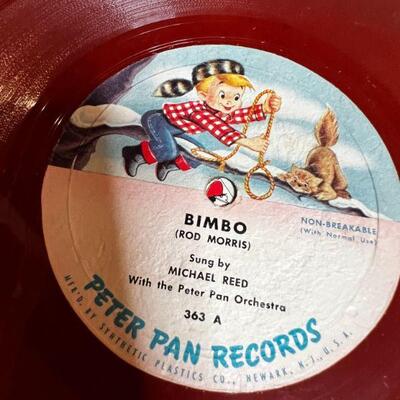 BIMBO
(ROD MORRIS)
Sung by
MICHAEL REED
With the Peter Pan Orchestra
363 A
NON-BREAKABLE
(With Normal Use)
PETER PAN RECORDS
MF'D. BY SYNTHETIC PLASTICS CO., NEWARK, N.J., U.S.A.